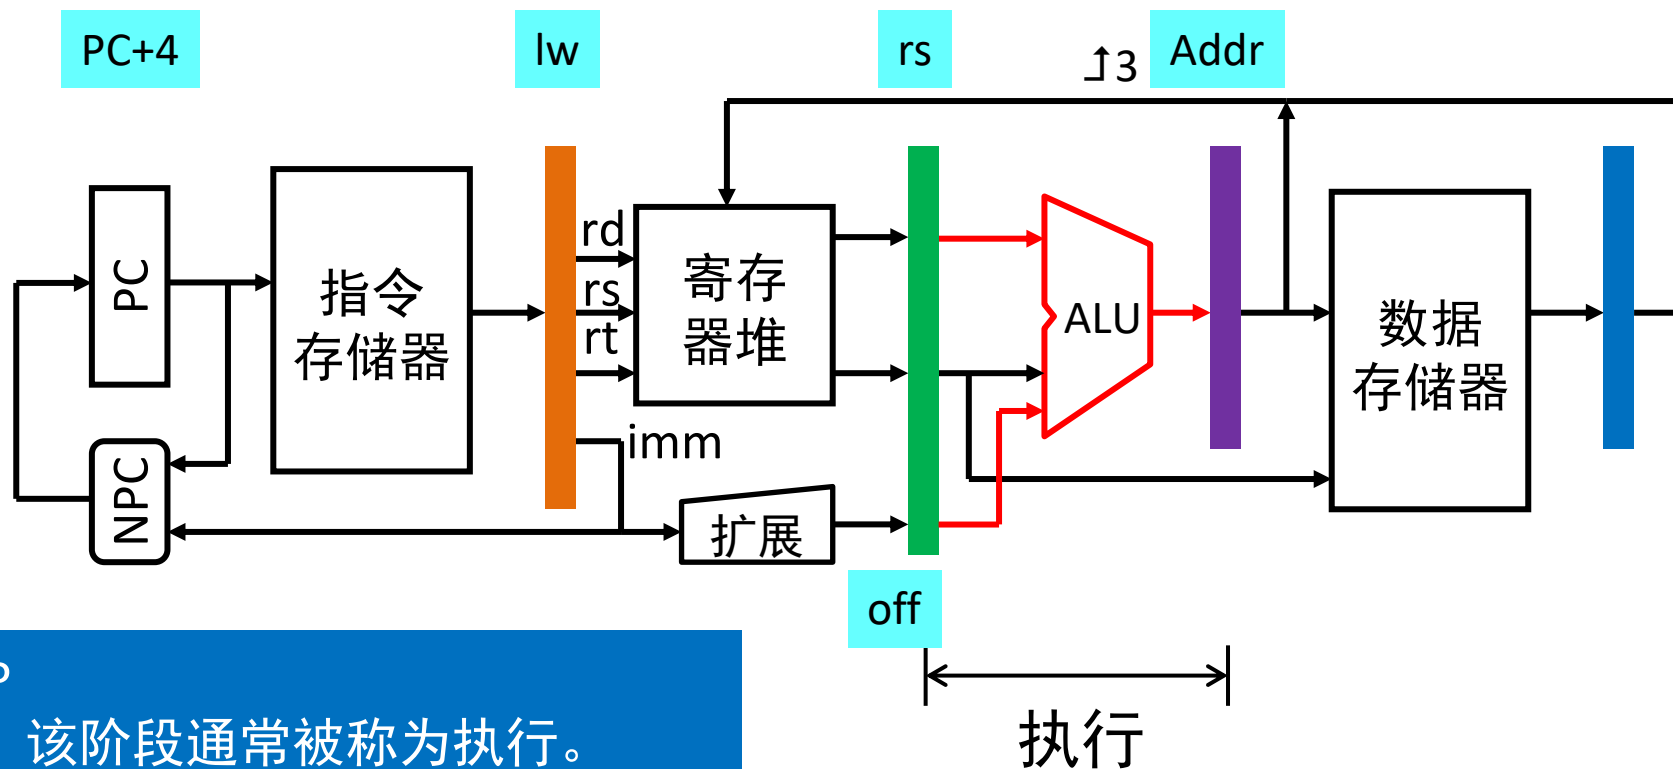 PC+4
lw
rs
3
Addr
PC
指令
存储器
rd
rs
rt
寄存
器堆
ALU
数据
存储器
imm
NPC
扩展
off
执行
?
该阶段通常被称为执行。